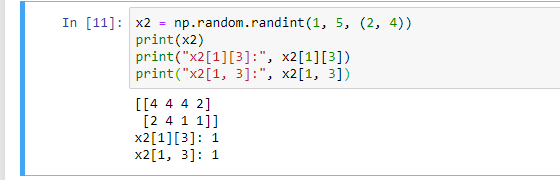 In [11]: x2 = np.random.randint(1, 5, (2, 4))
print(x2)
print("x2[1][3]:", x2[1][3])
print("x2[1, 3]:", x2[1, 3])
[[4 4 4 2]
 [2 4 1 1]]
x2[1][3]: 1
x2[1, 3]: 1